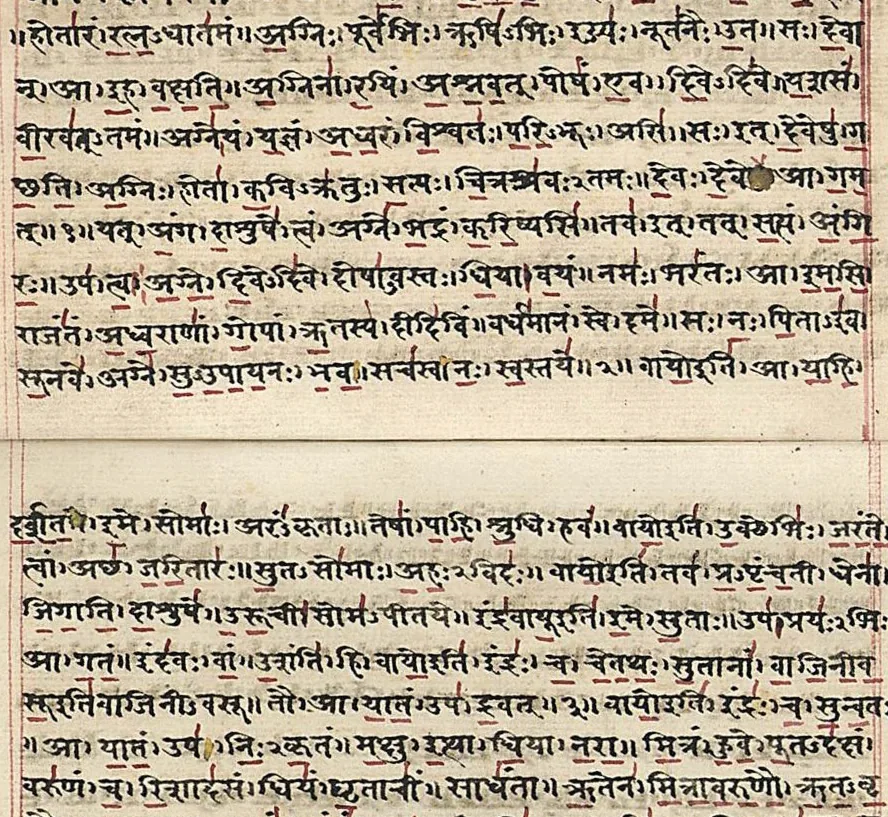 ॥ होतारं । रत्नऽधातमं ॥ अग्निः । पूर्वेभिः । ऋषिऽभिः । इड्यः । नूतनैः । उत ॥ सः । देवा
न् । आ । इह । वक्षति ॥ अग्निना । रयिं । अश्नवत् । पोषं । एव । दिवेऽदिवे ॥ यशसं ।
वीरवत्ऽतमं ॥ अग्ने । यं । यज्ञं । अध्वरं । विश्वतः । परिऽभूः । असि ॥ सः । इत् । देवेषु । ग
छति । अग्निः । होता । कविऽक्रतुः । सत्यः । चित्रश्रवःऽतमः ॥ देवः । देवे आ । गम
त् ॥ १ ॥ यत् । अंग । दाशुषे । त्वं । अग्ने । भद्रं । करिष्यसि ॥ तव । इत् । तत् । सत्यं । अंगि
रः ॥ उप । त्वा । अग्ने । दिवेऽदिवे । दोषाऽवस्तः । धिया । वयं ॥ नमः । भरंतः । आ । इमसि
राजंतं । अध्वराणां । गोपां । ऋतस्य । दीदिविं ॥ वर्धमानं । स्वे । दमे ॥ सः । नः । पिताऽइव ।
सूनवे । अग्ने । सुऽउपायनः । भव । सचस्व । नः । स्वस्तये ॥ २ ॥ वायो इति । आ । याहि ।
दर्शत । इमे । सोमाः । अरंऽकृताः ॥ तेषां । पाहि । श्रुधि । हवं ॥ वायो इति । उक्थेभिः । जरंते ।
त्वां । अछ । जरितारः ॥ सुतऽसोमाः । अहःऽविदः ॥ वायो इति । तव । प्रऽपृंचती । धेना ।
जिगाति । दाशुषे ॥ उरूची । सोमऽपीतये ॥ इंद्रवायू इति । इमे । सुताः ॥ उप । प्रयःऽभिः ।
आ । गतं ॥ इंदवः । वां । उशंति । हि ॥ वायो इति । इंद्रः । च । चेतथः । सुतानां । वाजिनीव
सू इति वाजिनीऽवसू ॥ तौ । आ । यातं । उप । द्रवत् ॥ ३ ॥ वायो इति । इंद्रः । च । सुन्वतः
॥ आ । यातं । उप । निःऽकृतं ॥ मक्षु । इत्था । धिया । नरा ॥ मित्रं । हुवे । पूतऽदक्षं ।
वरुणं । च । रिशादसं । धियं । घृताचीं ॥ साधंता ॥ ऋतेन । मित्रावरुणौ । ऋतऽवृ